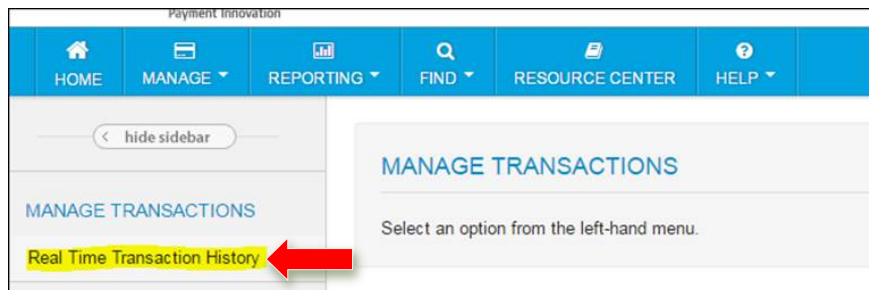 Payment Innovation
HOME MANAGE REPORTING FIND RESOURCE CENTER HELP
hide sidebar
MANAGE TRANSACTIONS
Real Time Transaction History
MANAGE TRANSACTIONS
Select an option from the left-hand menu.